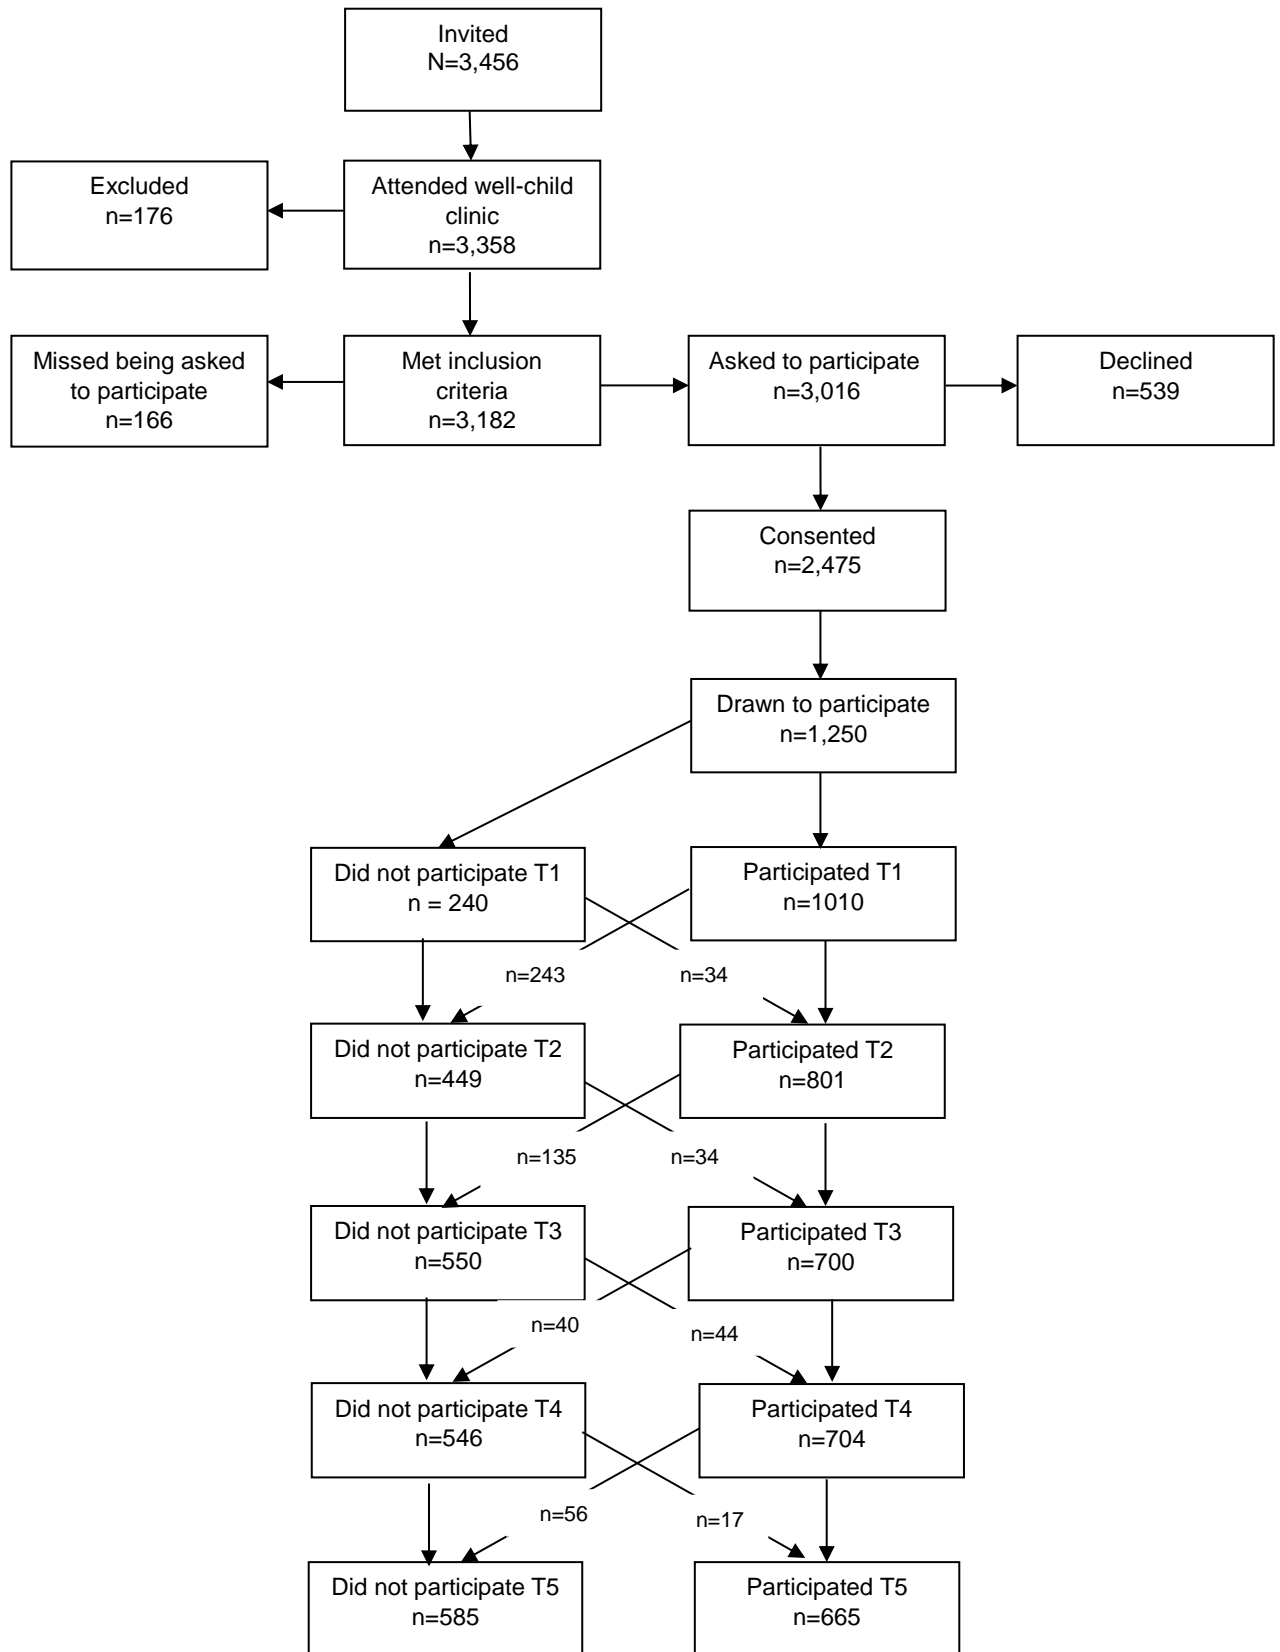 Invited
N=3,456
Excluded
n=176
Attended well-child
clinic
n=3,358
Missed being asked
to participate
n=166
Met inclusion
criteria
n=3,182
Asked to participate
n=3,016
Declined
n=539
Consented
n=2,475
Drawn to participate
n=1,250
Did not participate T1
n = 240
Participated T1
n=1010
n=243
n=34
Did not participate T2
n=449
Participated T2
n=801
n=135
n=34
Did not participate T3
n=550
Participated T3
n=700
n=40
n=44
Did not participate T4
n=546
Participated T4
n=704
n=56
n=17
Did not participate T5
n=585
Participated T5
n=665